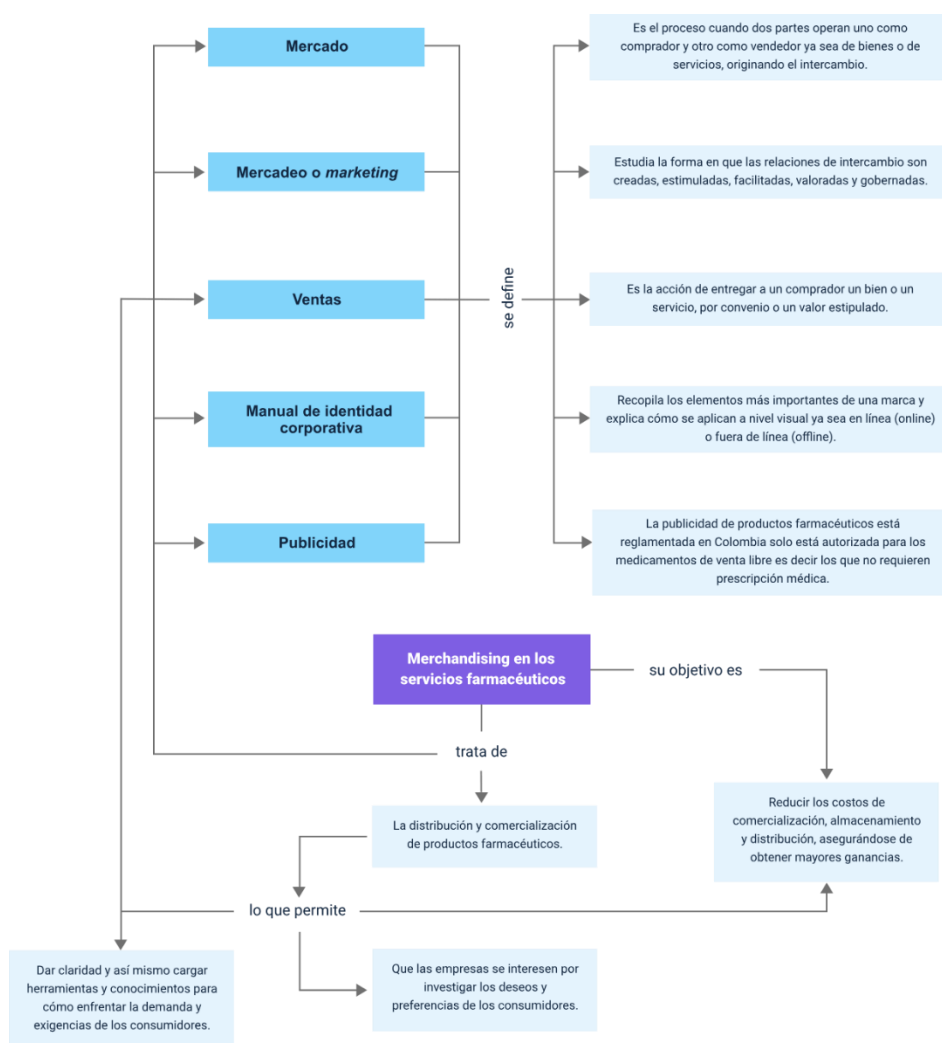 Mercado
Es el proceso cuando dos partes operan uno como
comprador y otro como vendedor ya sea de bienes o de
servicios, originando el intercambio.
Mercadeo o marketing
Estudia la forma en que las relaciones de intercambio son
creadas, estimuladas, facilitadas, valoradas y gobernadas.
Ventas
se define
Es la acción de entregar a un comprador un bien o un
servicio, por convenio o un valor estipulado.
Manual de identidad
corporativa
Recopila los elementos más importantes de una marca y
explica cómo se aplican a nivel visual ya sea en línea (online)
o fuera de línea (offline).
Publicidad
La publicidad de productos farmacéuticos está
reglamentada en Colombia solo está autorizada para los
medicamentos de venta libre es decir los que no requieren
prescripción médica.
Merchandising en los
servicios farmacéuticos
su objetivo es
trata de
Reducir los costos de
comercialización, almacenamiento
y distribución, asegurándose de
obtener mayores ganancias.
La distribución y comercialización
de productos farmacéuticos.
lo que permite
Dar claridad y así mismo cargar
herramientas y conocimientos para
cómo enfrentar la demanda y
exigencias de los consumidores.
Que las empresas se interesen por
investigar los deseos y
preferencias de los consumidores.